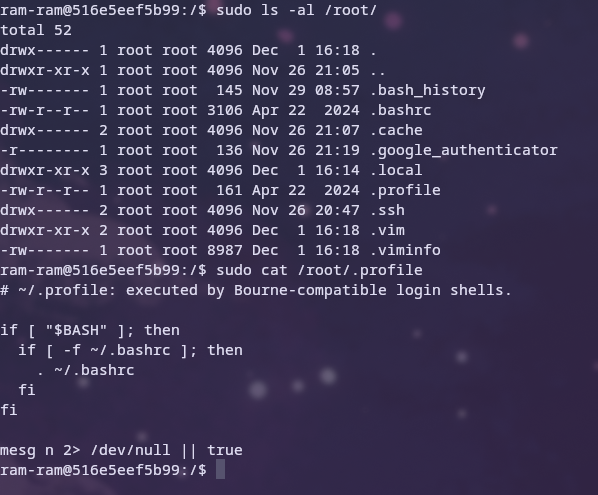 ram-ram@516e5eef5b99:/$ sudo ls -al /root/
total 52
drwx------ 1 root root 4096 Dec  1 16:18 .
drwxr-xr-x 1 root root 4096 Nov 26 21:05 ..
-rw------- 1 root root  145 Nov 29 08:57 .bash_history
-rw-r--r-- 1 root root 3106 Apr 22  2024 .bashrc
drwx------ 2 root root 4096 Nov 26 21:07 .cache
-r-------- 1 root root  136 Nov 26 21:19 .google_authenticator
drwxr-xr-x 3 root root 4096 Dec  1 16:14 .local
-rw-r--r-- 1 root root  161 Apr 22  2024 .profile
drwx------ 2 root root 4096 Nov 26 20:47 .ssh
drwxr-xr-x 2 root root 4096 Dec  1 16:18 .vim
-rw------- 1 root root 8987 Dec  1 16:18 .viminfo
ram-ram@516e5eef5b99:/$ sudo cat /root/.profile
# ~/.profile: executed by Bourne-compatible login shells.

if [ "$BASH" ]; then
  if [ -f ~/.bashrc ]; then
    . ~/.bashrc
  fi
fi

mesg n 2> /dev/null || true
ram-ram@516e5eef5b99:/$